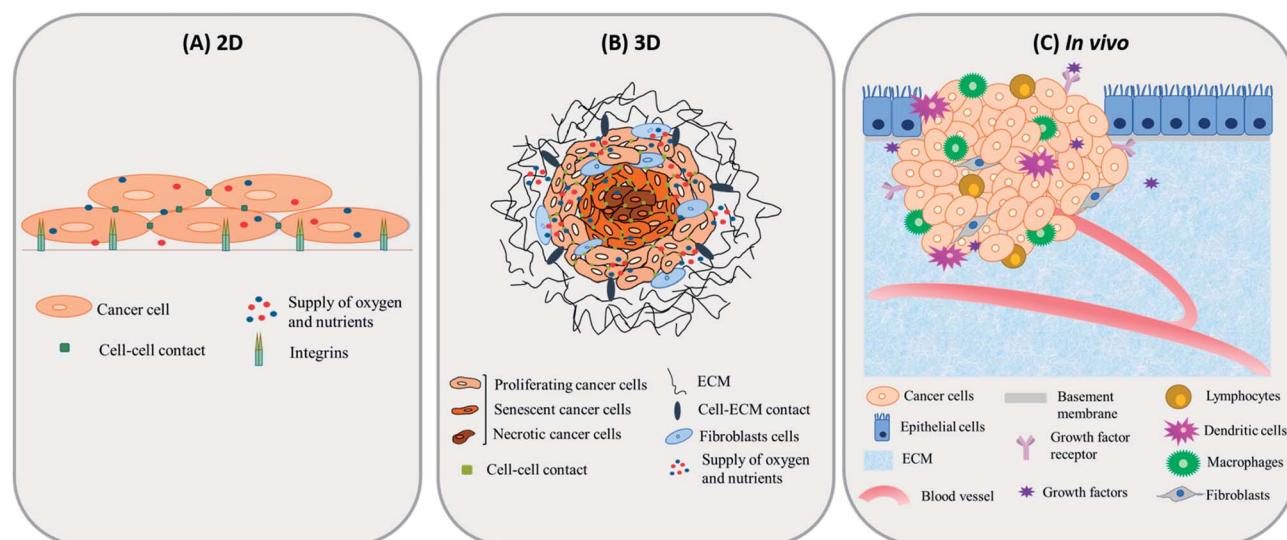 (A) 2D
Cancer cell
Cell-cell contact
Supply of oxygen
and nutrients
Integrins
(B) 3D
Proliferating cancer cells
Senescent cancer cells
Necrotic cancer cells
Cell-cell contact
ECM
Cell-ECM contact
Fibroblasts cells
Supply of oxygen
and nutrients
(C) In vivo
Cancer cells
Epithelial cells
ECM
Blood vessel
Basement
membrane
Growth factor
receptor
Growth factors
Lymphocytes
Dendritic cells
Macrophages
Fibroblasts